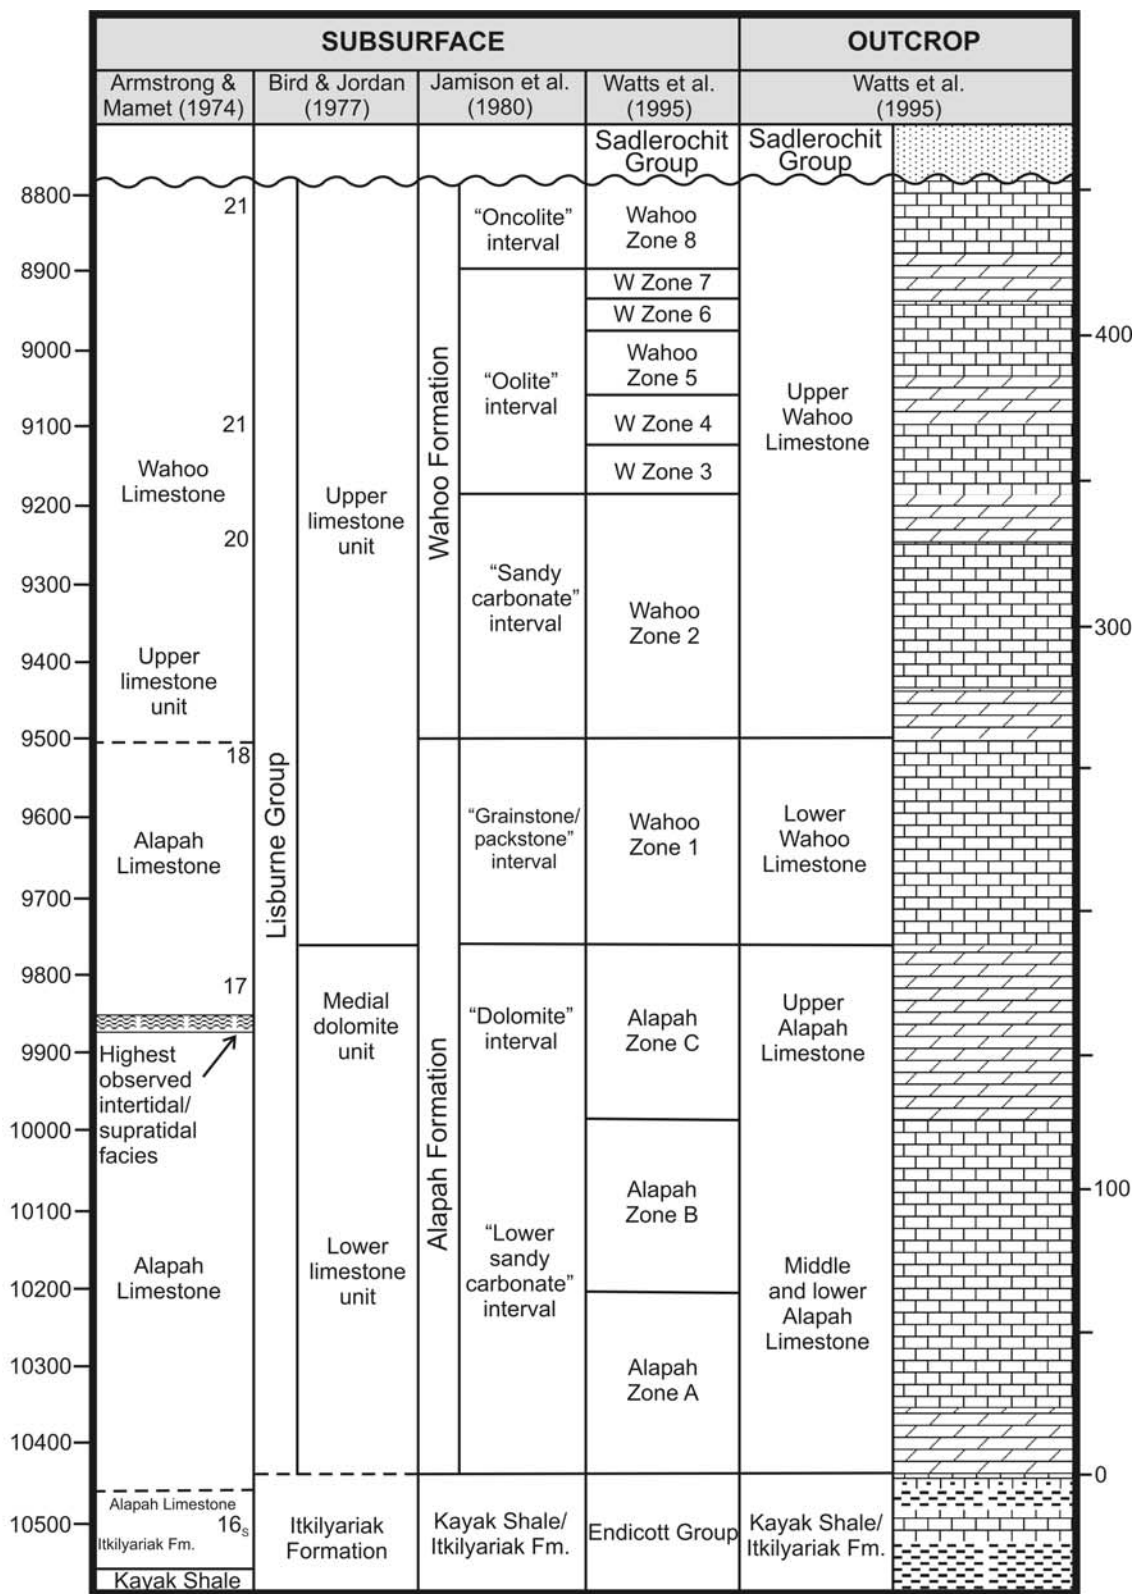 SUBSURFACE
OUTCROP
Armstrong &
Mamet (1974)
Bird & Jordan
(1977)
Jamison et al.
(1980)
Watts et al.
(1995)
Watts et al.
(1995)
8800
8900
9000
9100
9200
9300
9400
9500
9600
9700
9800
9900
10000
10100
10200
10300
10400
10500
21
21
Wahoo
Limestone
20
Upper
limestone
unit
18
Alapah
Limestone
17
Highest
observed
intertidal/
supratidal
facies
Alapah
Limestone
Alapah Limestone
16s
Itkilyariak Fm.
Kayak Shale
Lisburne Group
Upper
limestone
unit
Medial
dolomite
unit
Lower
limestone
unit
Itkilyariak
Formation
Wahoo Formation
Alapah Formation
"Oncolite"
interval
"Oolite"
interval
"Sandy
carbonate"
interval
"Grainstone/
packstone"
interval
"Dolomite"
interval
"Lower
sandy
carbonate"
interval
Kayak Shale/
Itkilyariak Fm.
Sadlerochit
Group
Wahoo
Zone 8
W Zone 7
W Zone 6
Wahoo
Zone 5
W Zone 4
W Zone 3
Wahoo
Zone 2
Wahoo
Zone 1
Alapah
Zone C
Alapah
Zone B
Alapah
Zone A
Endicott Group
Sadlerochit
Group
Upper
Wahoo
Limestone
Lower
Wahoo
Limestone
Upper
Alapah
Limestone
Middle
and lower
Alapah
Limestone
Kayak Shale/
Itkilyariak Fm.
400
300
100
0